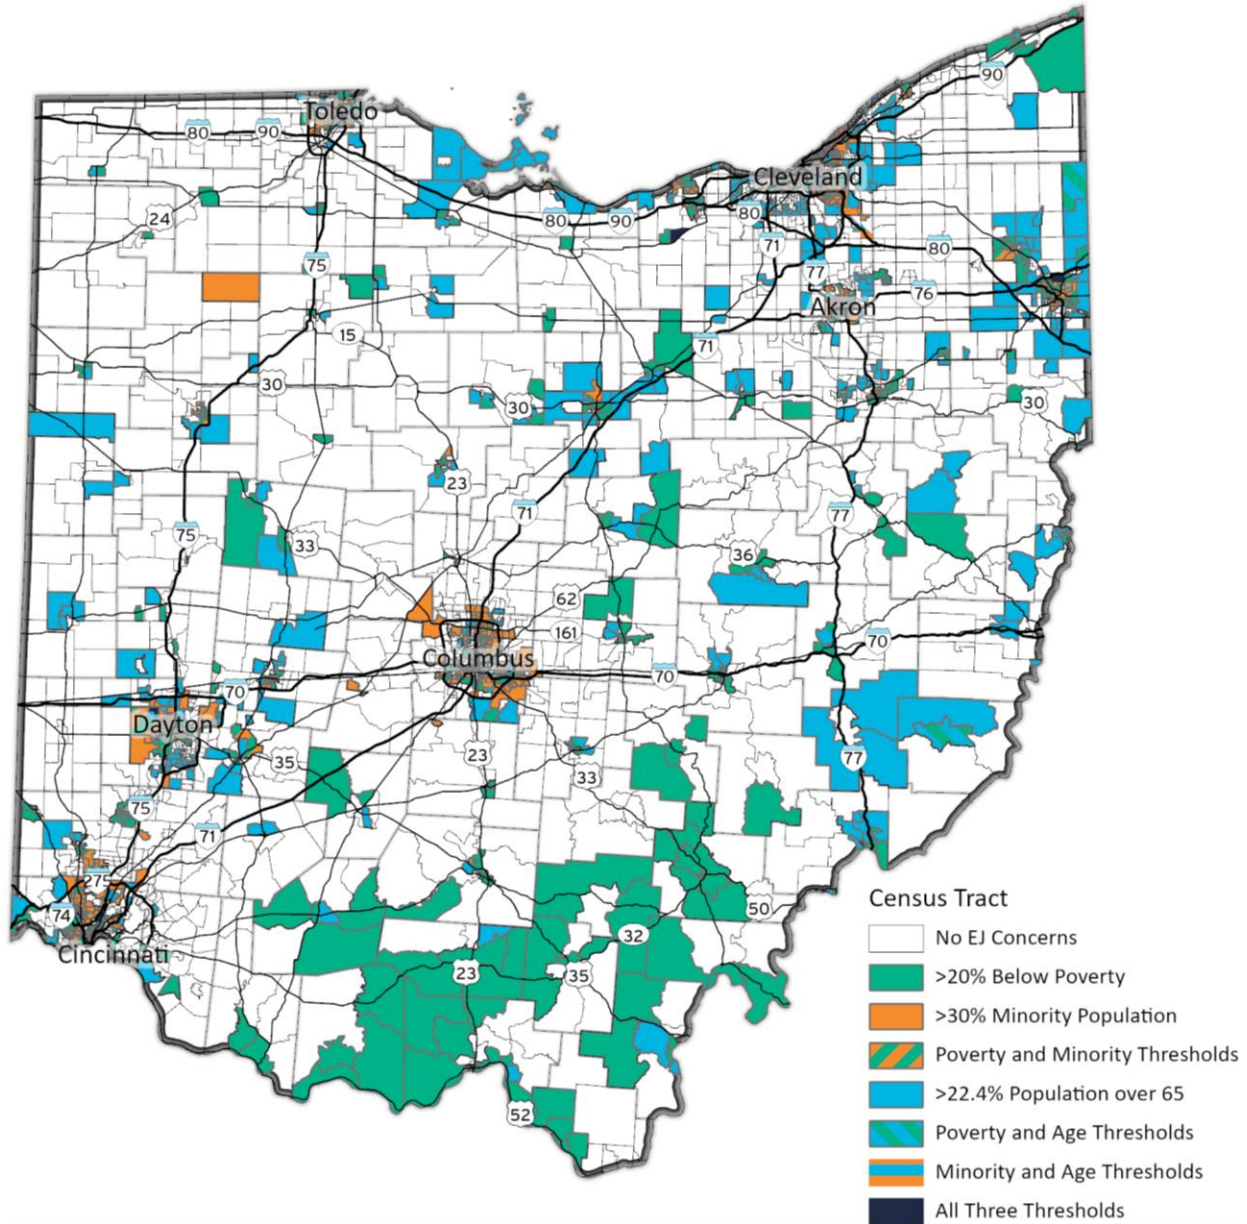 90
Toledo
80
90
Cleveland
24
80
90
80
71
80
75
77
76
Akron
15
71
30
30
30
23
71
77
75
33
36
62
161
70
Columbus
70
70
Dayton
35
23
33
77
75
71
275
50
74
32
Cincinnati
23
35
52
Census Tract
No EJ Concerns
>20% Below Poverty
>30% Minority Population
Poverty and Minority Thresholds
>22.4% Population over 65
Poverty and Age Thresholds
Minority and Age Thresholds
All Three Thresholds